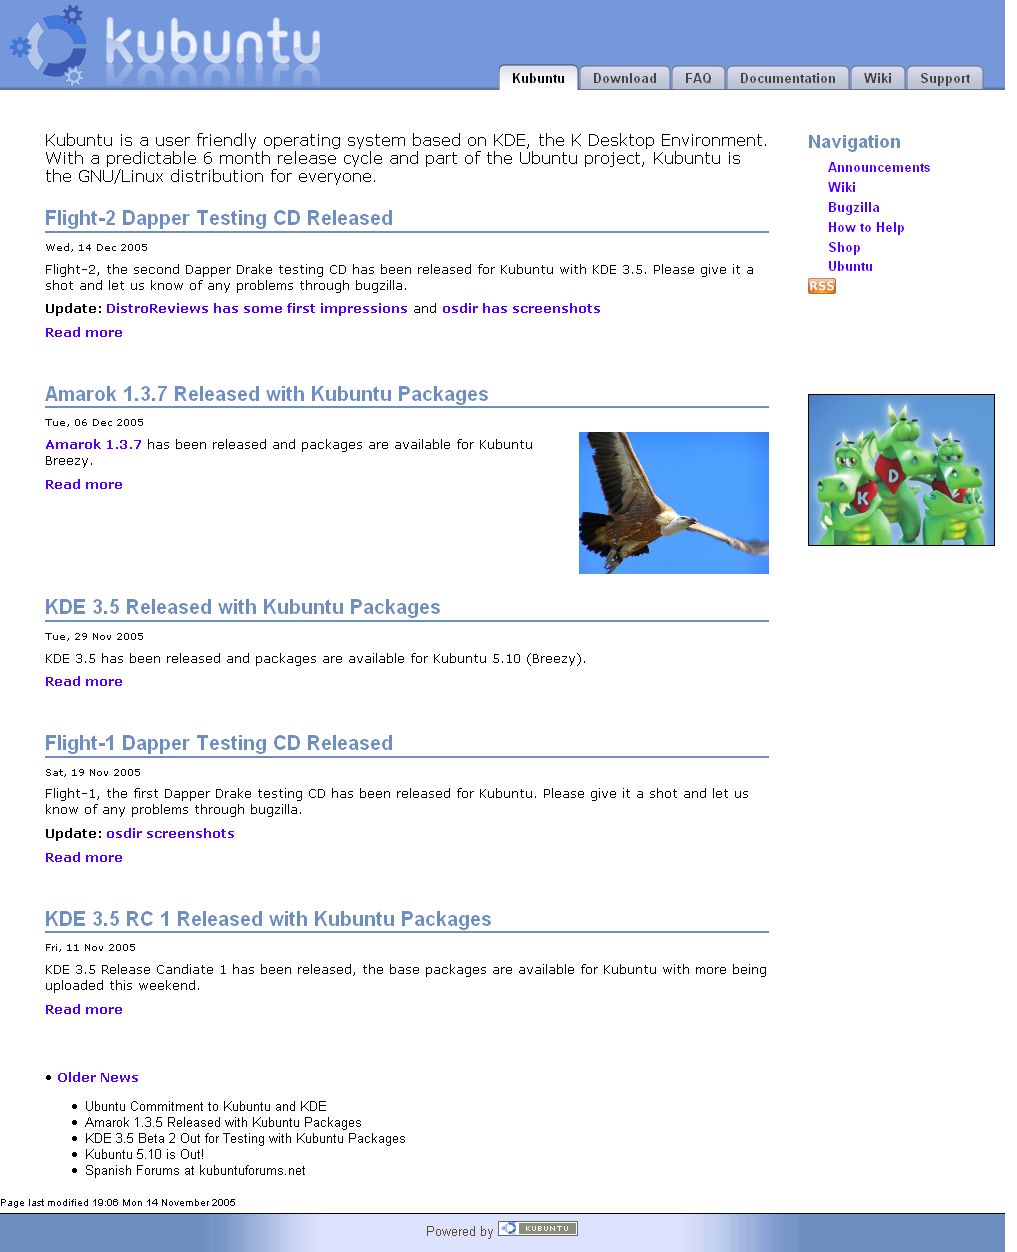 kubuntu
Kubuntu
Download
FAQ
Documentation
Wiki
Support
Kubuntu is a user friendly operating system based on KDE, the K Desktop Environment.
With a predictable 6 month release cycle and part of the Ubuntu project, Kubuntu is
the GNU/Linux distribution for everyone.
Flight-2 Dapper Testing CD Released
Wed, 14 Dec 2005
Flight-2, the second Dapper Drake testing CD has been released for Kubuntu with KDE 3.5. Please give it a
shot and let us know of any problems through bugzilla.
Update: DistroReviews has some first impressions and osdir has screenshots
Read more
Amarok 1.3.7 Released with Kubuntu Packages
Tue, 06 Dec 2005
Amarok 1.3.7 has been released and packages are available for Kubuntu
Breezy.
Read more
KDE 3.5 Released with Kubuntu Packages
Tue, 29 Nov 2005
KDE 3.5 has been released and packages are available for Kubuntu 5.10 (Breezy).
Read more
Flight-1 Dapper Testing CD Released
Sat, 19 Nov 2005
Flight-1, the first Dapper Drake testing CD has been released for Kubuntu. Please give it a shot and let us
know of any problems through bugzilla.
Update: osdir screenshots
Read more
KDE 3.5 RC 1 Released with Kubuntu Packages
Fri, 11 Nov 2005
KDE 3.5 Release Candiate 1 has been released, the base packages are available for Kubuntu with more being
uploaded this weekend.
Read more
• Older News
• Ubuntu Commitment to Kubuntu and KDE
• Amarok 1.3.5 Released with Kubuntu Packages
• KDE 3.5 Beta 2 Out for Testing with Kubuntu Packages
• Kubuntu 5.10 is Out!
• Spanish Forums at kubuntuforums.net
Navigation
Announcements
Wiki
Bugzilla
How to Help
Shop
Ubuntu
RSS
K
D
Page last modified 19:06 Mon 14 November 2005
Powered by KUBUNTU